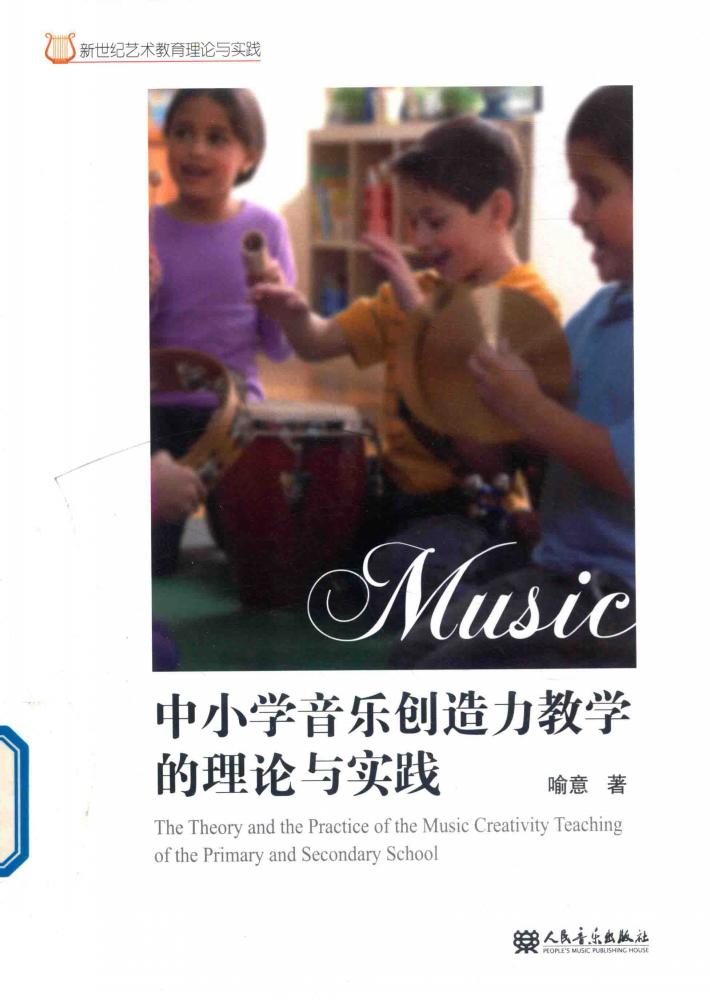 新世纪艺术教育理论与实践
Music
中小学音乐创造力教学
的理论与实践
喻意 著
The Theory and the Practice of the Music Creativity Teaching
of the Primary and Secondary School
人民音乐出版社
PEOPLE'S MUSIC PUBLISHING HOUSE